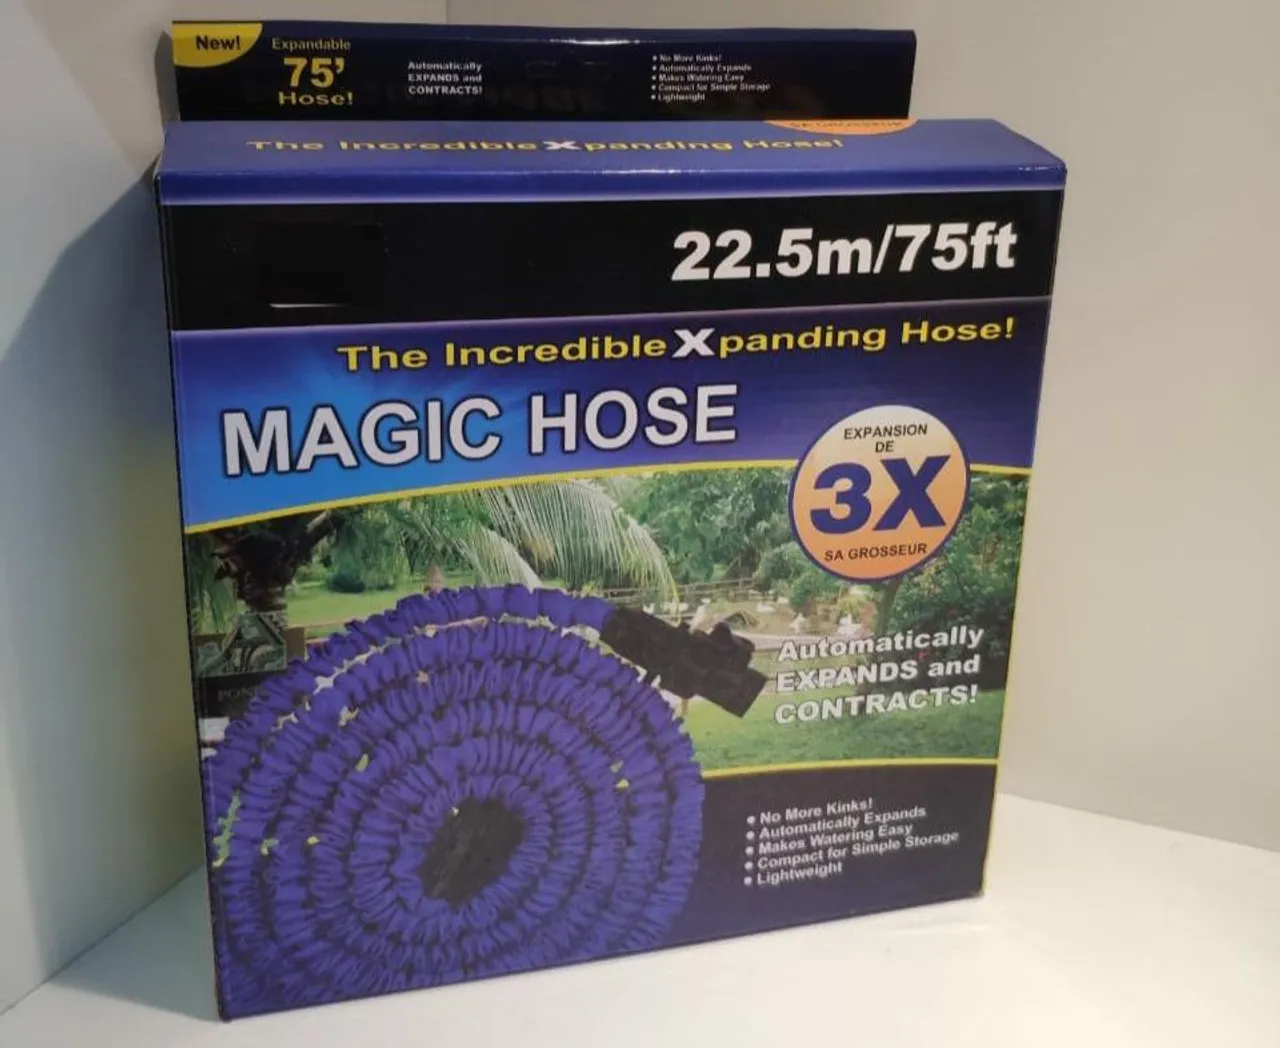 New!
Expandable
75'
Hose!
Automatically
EXPANDS and
CONTRACTS!
• No More Kinks!
• Automatically Expands
• Makes Watering Easy
• Compact for Simple Storage
• Lightweight
SA GROSSEUR
The Incredible Xpanding Hose!
22.5m/75ft
The Incredible Xpanding Hose!
MAGIC HOSE
EXPANSION
DE
3X
SA GROSSEUR
Automatically
EXPANDS and
CONTRACTS!
• No More Kinks!
• Automatically Expands
• Makes Watering Easy
• Compact for Simple Storage
• Lightweight